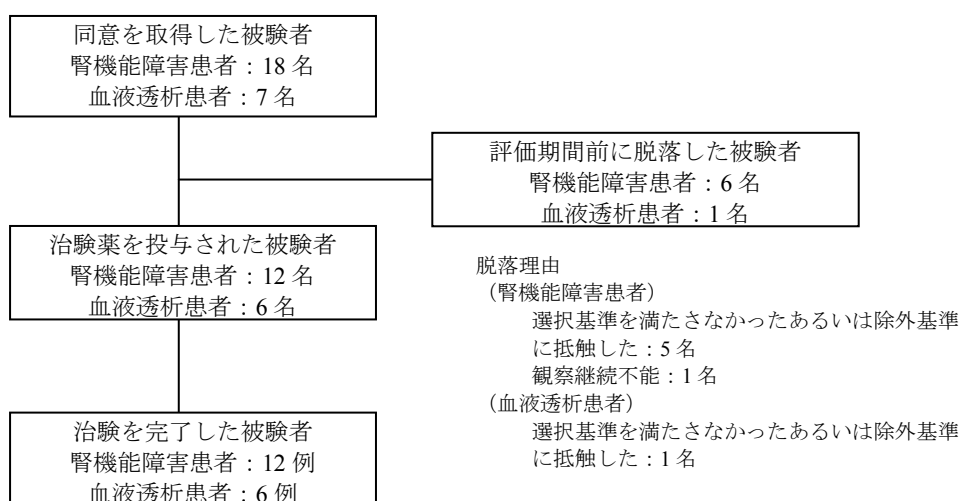 同意を取得した被験者
腎機能障害患者：18 名
血液透析患者：7 名
評価期間前に脱落した被験者
腎機能障害患者：6 名
血液透析患者：1 名
治験薬を投与された被験者
腎機能障害患者：12 名
血液透析患者：6 名
脱落理由
（腎機能障害患者）
選択基準を満たさなかったあるいは除外基準
に抵触した：5 名
観察継続不能：1 名
（血液透析患者）
選択基準を満たさなかったあるいは除外基準
に抵触した：1 名
治験を完了した被験者
腎機能障害患者：12 例
血液透析患者：6 例